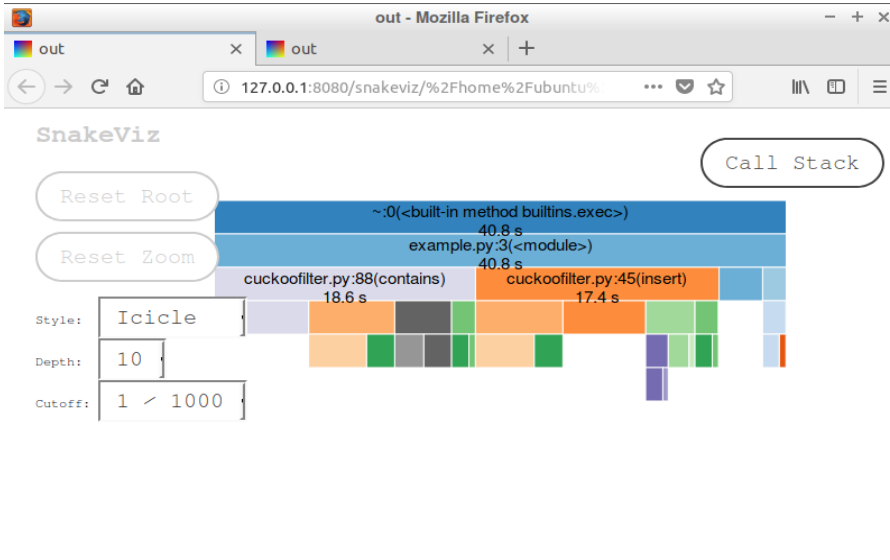 out - Mozilla Firefox
out
out
127.0.0.1:8080/snakeviz/%2Fhome%2Fubuntu%
SnakeViz
Call Stack
Reset Root
Reset Zoom
~:0(<built-in method builtins.exec>)
40.8 s
example.py:3(<module>)
40.8 s
cuckoofilter.py:88(contains)
18.6 s
cuckoofilter.py:45(insert)
17.4 s
Style: Icicle
Depth: 10
Cutoff: 1 / 1000